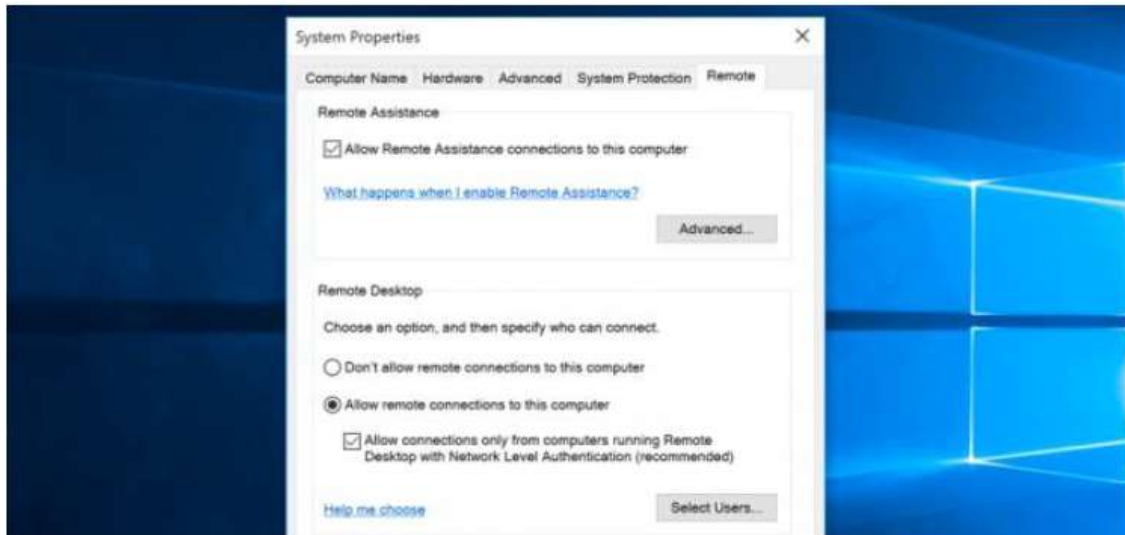 System Properties
Computer Name Hardware Advanced System Protection Remote
Remote Assistance
Allow Remote Assistance connections to this computer
What happens when I enable Remote Assistance?
Advanced...
Remote Desktop
Choose an option, and then specify who can connect.
Don't allow remote connections to this computer
Allow remote connections to this computer
Allow connections only from computers running Remote
Desktop with Network Level Authentication (recommended)
Help me choose Select Users...